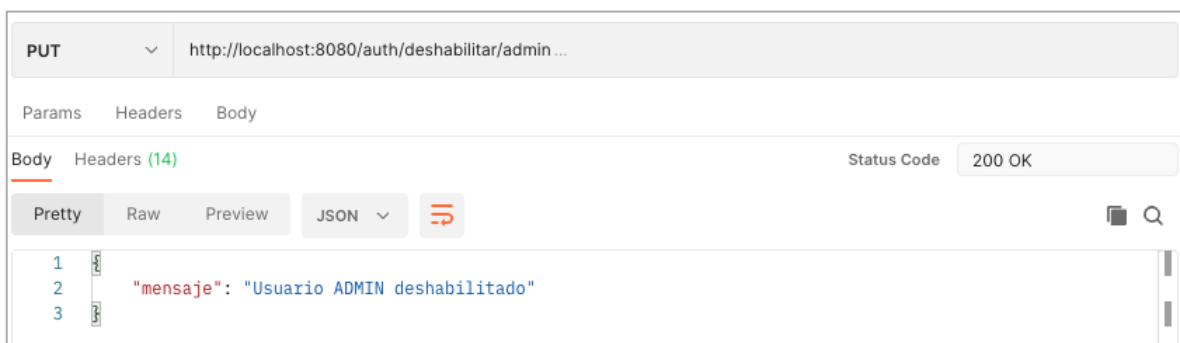 PUT http://localhost:8080/auth/deshabilitar/admin ...
Params Headers Body
Body Headers (14) Status Code 200 OK
Pretty Raw Preview JSON
1 {
2 "mensaje": "Usuario ADMIN deshabilitado"
3 }